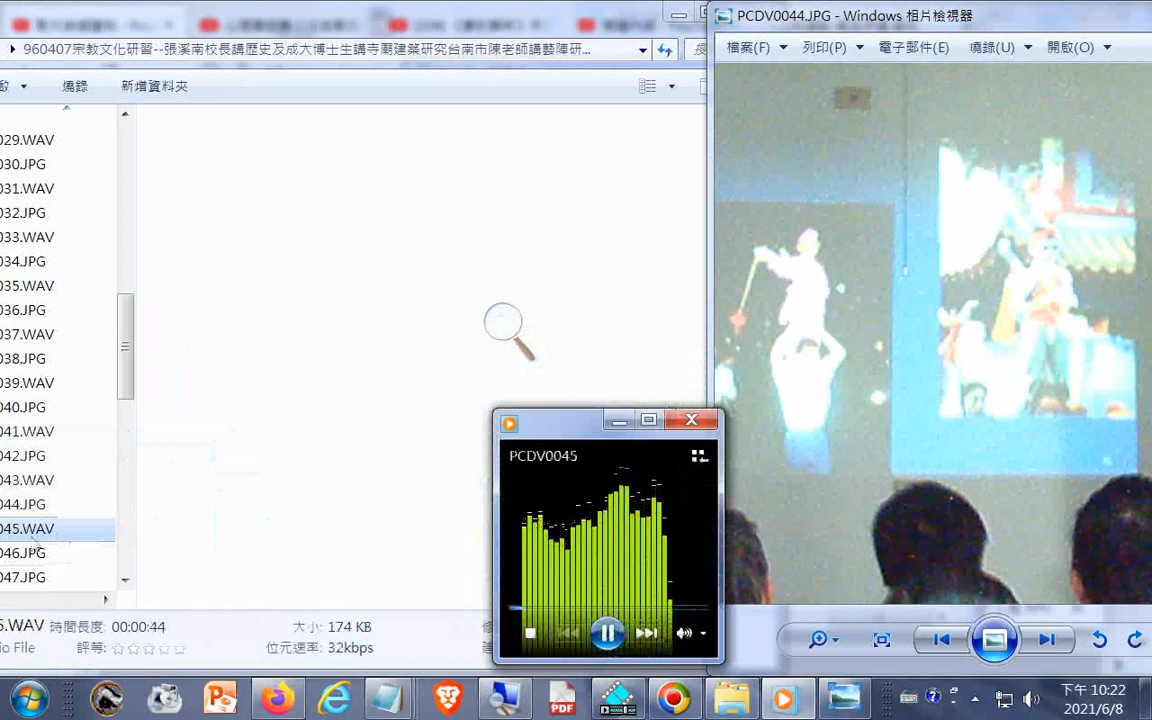 PCDV0044.JPG - Windows 相片檢視器
960407宗教文化研習--張溪南校長講歷史及成大博士生講寺廟建築研究台南市陳老師講藝陣研...
檔案(F) 列印(P) 電子郵件(E) 燒錄(U) 開啟(O)
啟 燒錄 新增資料夾
029.WAV
030.JPG
031.WAV
032.JPG
033.WAV
034.JPG
035.WAV
036.JPG
037.WAV
038.JPG
039.WAV
040.JPG
041.WAV
042.JPG
043.WAV
044.JPG
045.WAV
046.JPG
047.JPG
PCDV0045
5.WAV 時間長度: 00:00:44 大小: 174 KB
io File 評等: 位元速率: 32kbps
PDF
下午 10:22
2021/6/8